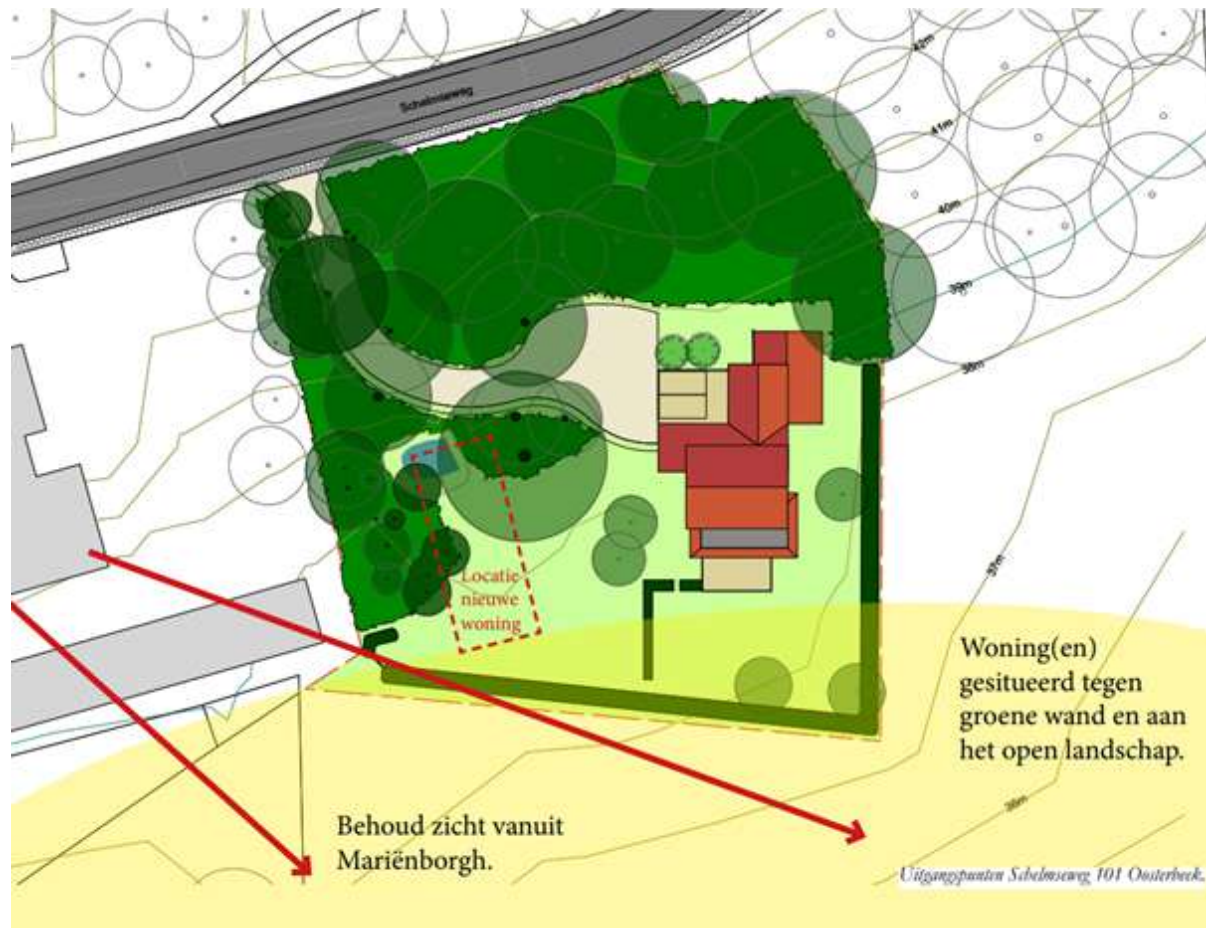 Schelmseweg
42m
41m
40m
39m
38m
37m
36m
Locatie
nieuwe
woning
Woning(en)
gesitueerd tegen
groene wand en aan
het open landschap.
Behoud zicht vanuit
Mariënborgh.
Uitgangspunten Schelmseweg 101 Oosterbeek.